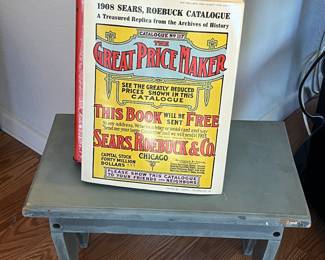 1908 SEARS, ROEBUCK CATALOGUE
A Treasured Replica from the Archives of History
CATALOGUE No 117
THE
GREAT PRICE MAKER
SEE THE GREATLY REDUCED
PRICES SHOWN IN THIS
CATALOGUE
THIS BOOK WILL BE SENT FREE
SEARS, ROEBUCK & CO.
CAPITAL STOCK
FORTY MILLION
DOLLARS
CHICAGO
PLEASE SHOW THIS CATALOGUE
TO YOUR FRIENDS AND NEIGHBORS